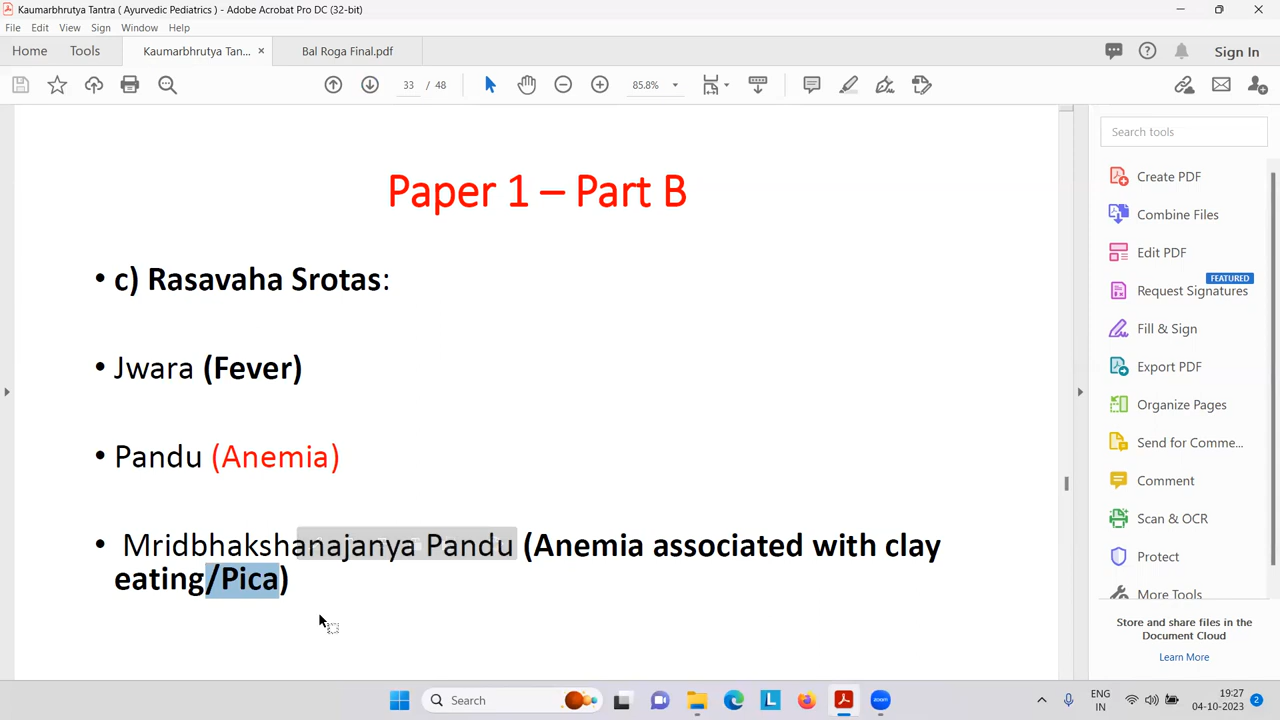 Kaumarbhrutya Tantra ( Ayurvedic Pediatrics ) - Adobe Acrobat Pro DC (32-bit)
File Edit View Sign Window Help
Home Tools Kaumarbhrutya Tan... × Bal Roga Final.pdf Sign In
33 / 48 85.8%
Search tools
Create PDF
Combine Files
Edit PDF
FEATURED
Request Signatures
Fill & Sign
Export PDF
Organize Pages
Send for Comme...
Comment
Scan & OCR
Protect
More Tools
Store and share files in the
Document Cloud
Learn More
Paper 1 – Part B
• c) Rasavaha Srotas:
• Jwara (Fever)
• Pandu (Anemia)
• Mridbhakshanajanya Pandu (Anemia associated with clay
eating/Pica)
Search L zoom ENG 19:27
IN 04-10-2023 2